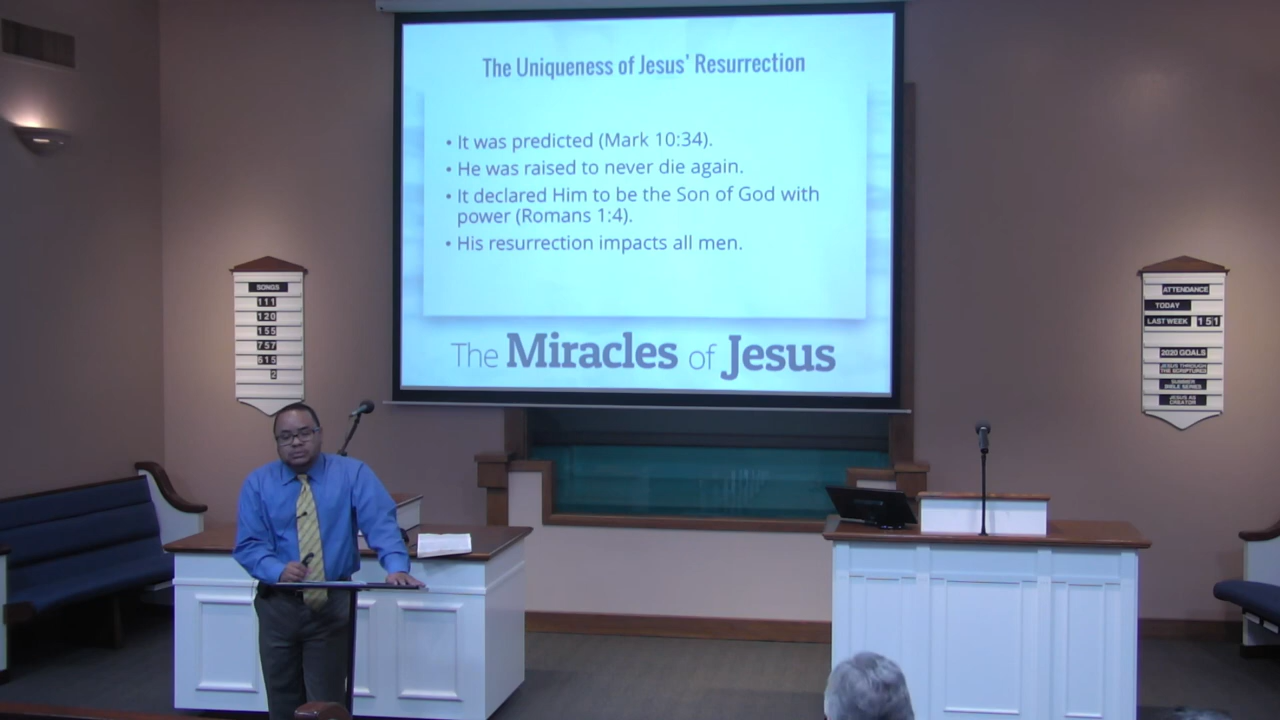 The Uniqueness of Jesus' Resurrection
• It was predicted (Mark 10:34).
• He was raised to never die again.
• It declared Him to be the Son of God with
power (Romans 1:4).
• His resurrection impacts all men.
The Miracles of Jesus
SONGS
111
120
155
757
615
2
ATTENDANCE
TODAY
LAST WEEK 151
2020 GOALS
JESUS THROUGH
THE SCRIPTURES
SUMMER
BIBLE SERIES
JESUS AS
CREATOR